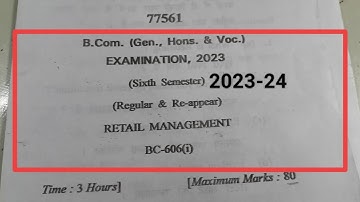 77561
B.Com. (Gen., Hons. & Voc.)
EXAMINATION, 2023
(Sixth Semester) 2023-24
(Regular & Re-appear)
RETAIL MANAGEMENT
BC-606(i)
Time : 3 Hours] [Maximum Marks : 80